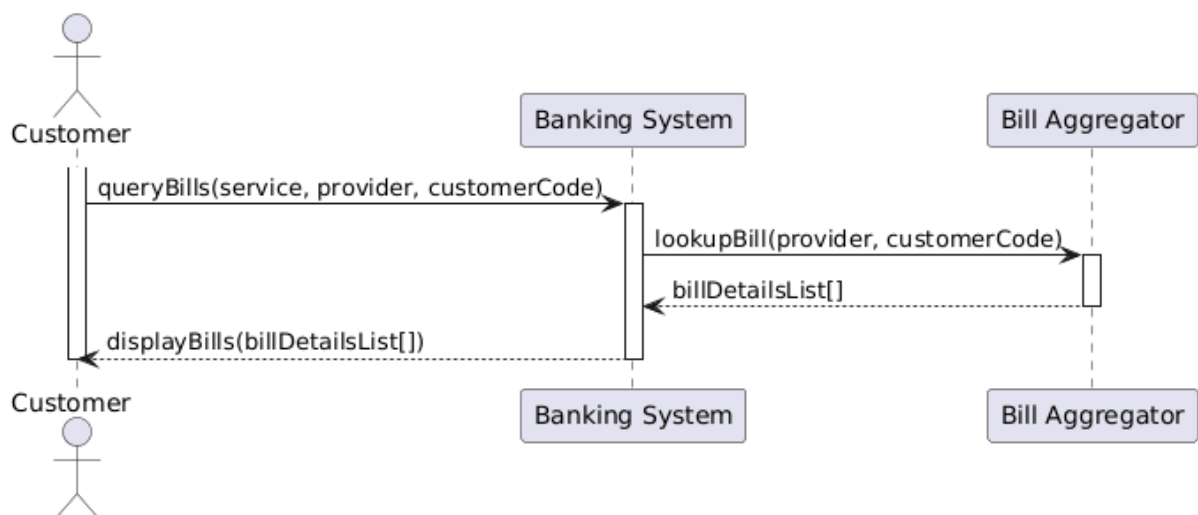 Customer
Banking System
Bill Aggregator
queryBills(service, provider, customerCode)
lookupBill(provider, customerCode)
billDetailsList[]
displayBills(billDetailsList[])
Customer
Banking System
Bill Aggregator